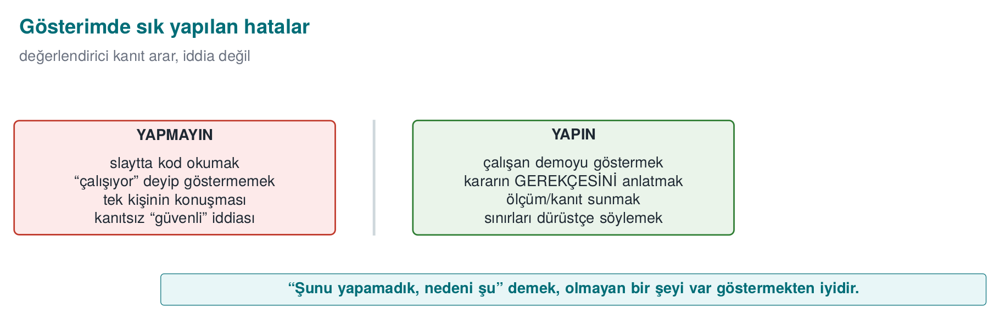 Gösterimde sık yapılan hatalar
değerlendirici kanıt arar, iddia değil
YAPMAYIN
slaytta kod okumak
“çalışıyor” deyip göstermemek
tek kişinin konuşması
kanıtsız “güvenli” iddiası
YAPIN
çalışan demoyu göstermek
kararın GEREKÇESİNİ anlatmak
ölçüm/kanıt sunmak
sınırları dürüstçe söylemek
“Şunu yapamadık, nedeni şu” demek, olmayan bir şeyi var göstermekten iyidir.